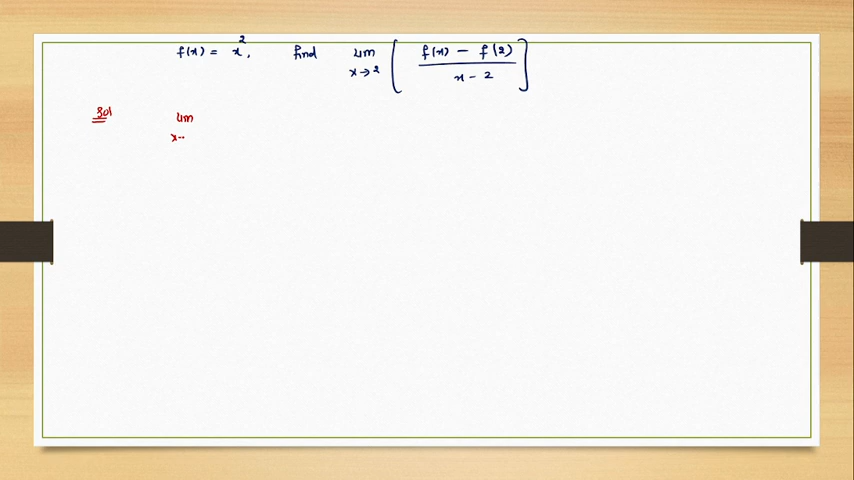 f(x) = x², find lim x→2 [ f(x) − f(2) / x − 2 ]
Sol lim
x--